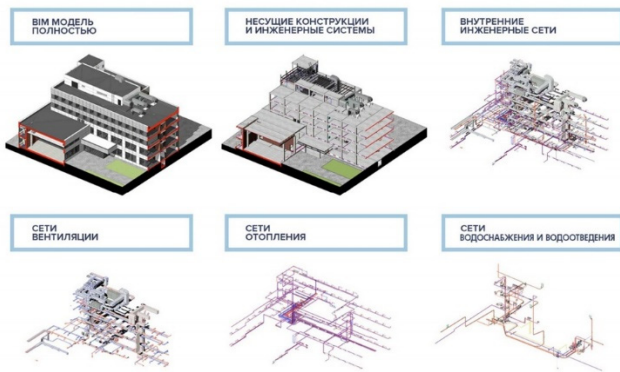 BIM МОДЕЛЬ
ПОЛНОСТЬЮ
НЕСУЩИЕ КОНСТРУКЦИИ
И ИНЖЕНЕРНЫЕ СИСТЕМЫ
ВНУТРЕННИЕ
ИНЖЕНЕРНЫЕ СЕТИ
СЕТИ
ВЕНТИЛЯЦИИ
СЕТИ
ОТОПЛЕНИЯ
СЕТИ
ВОДОСНАБЖЕНИЯ И ВОДООТВЕДЕНИЯ